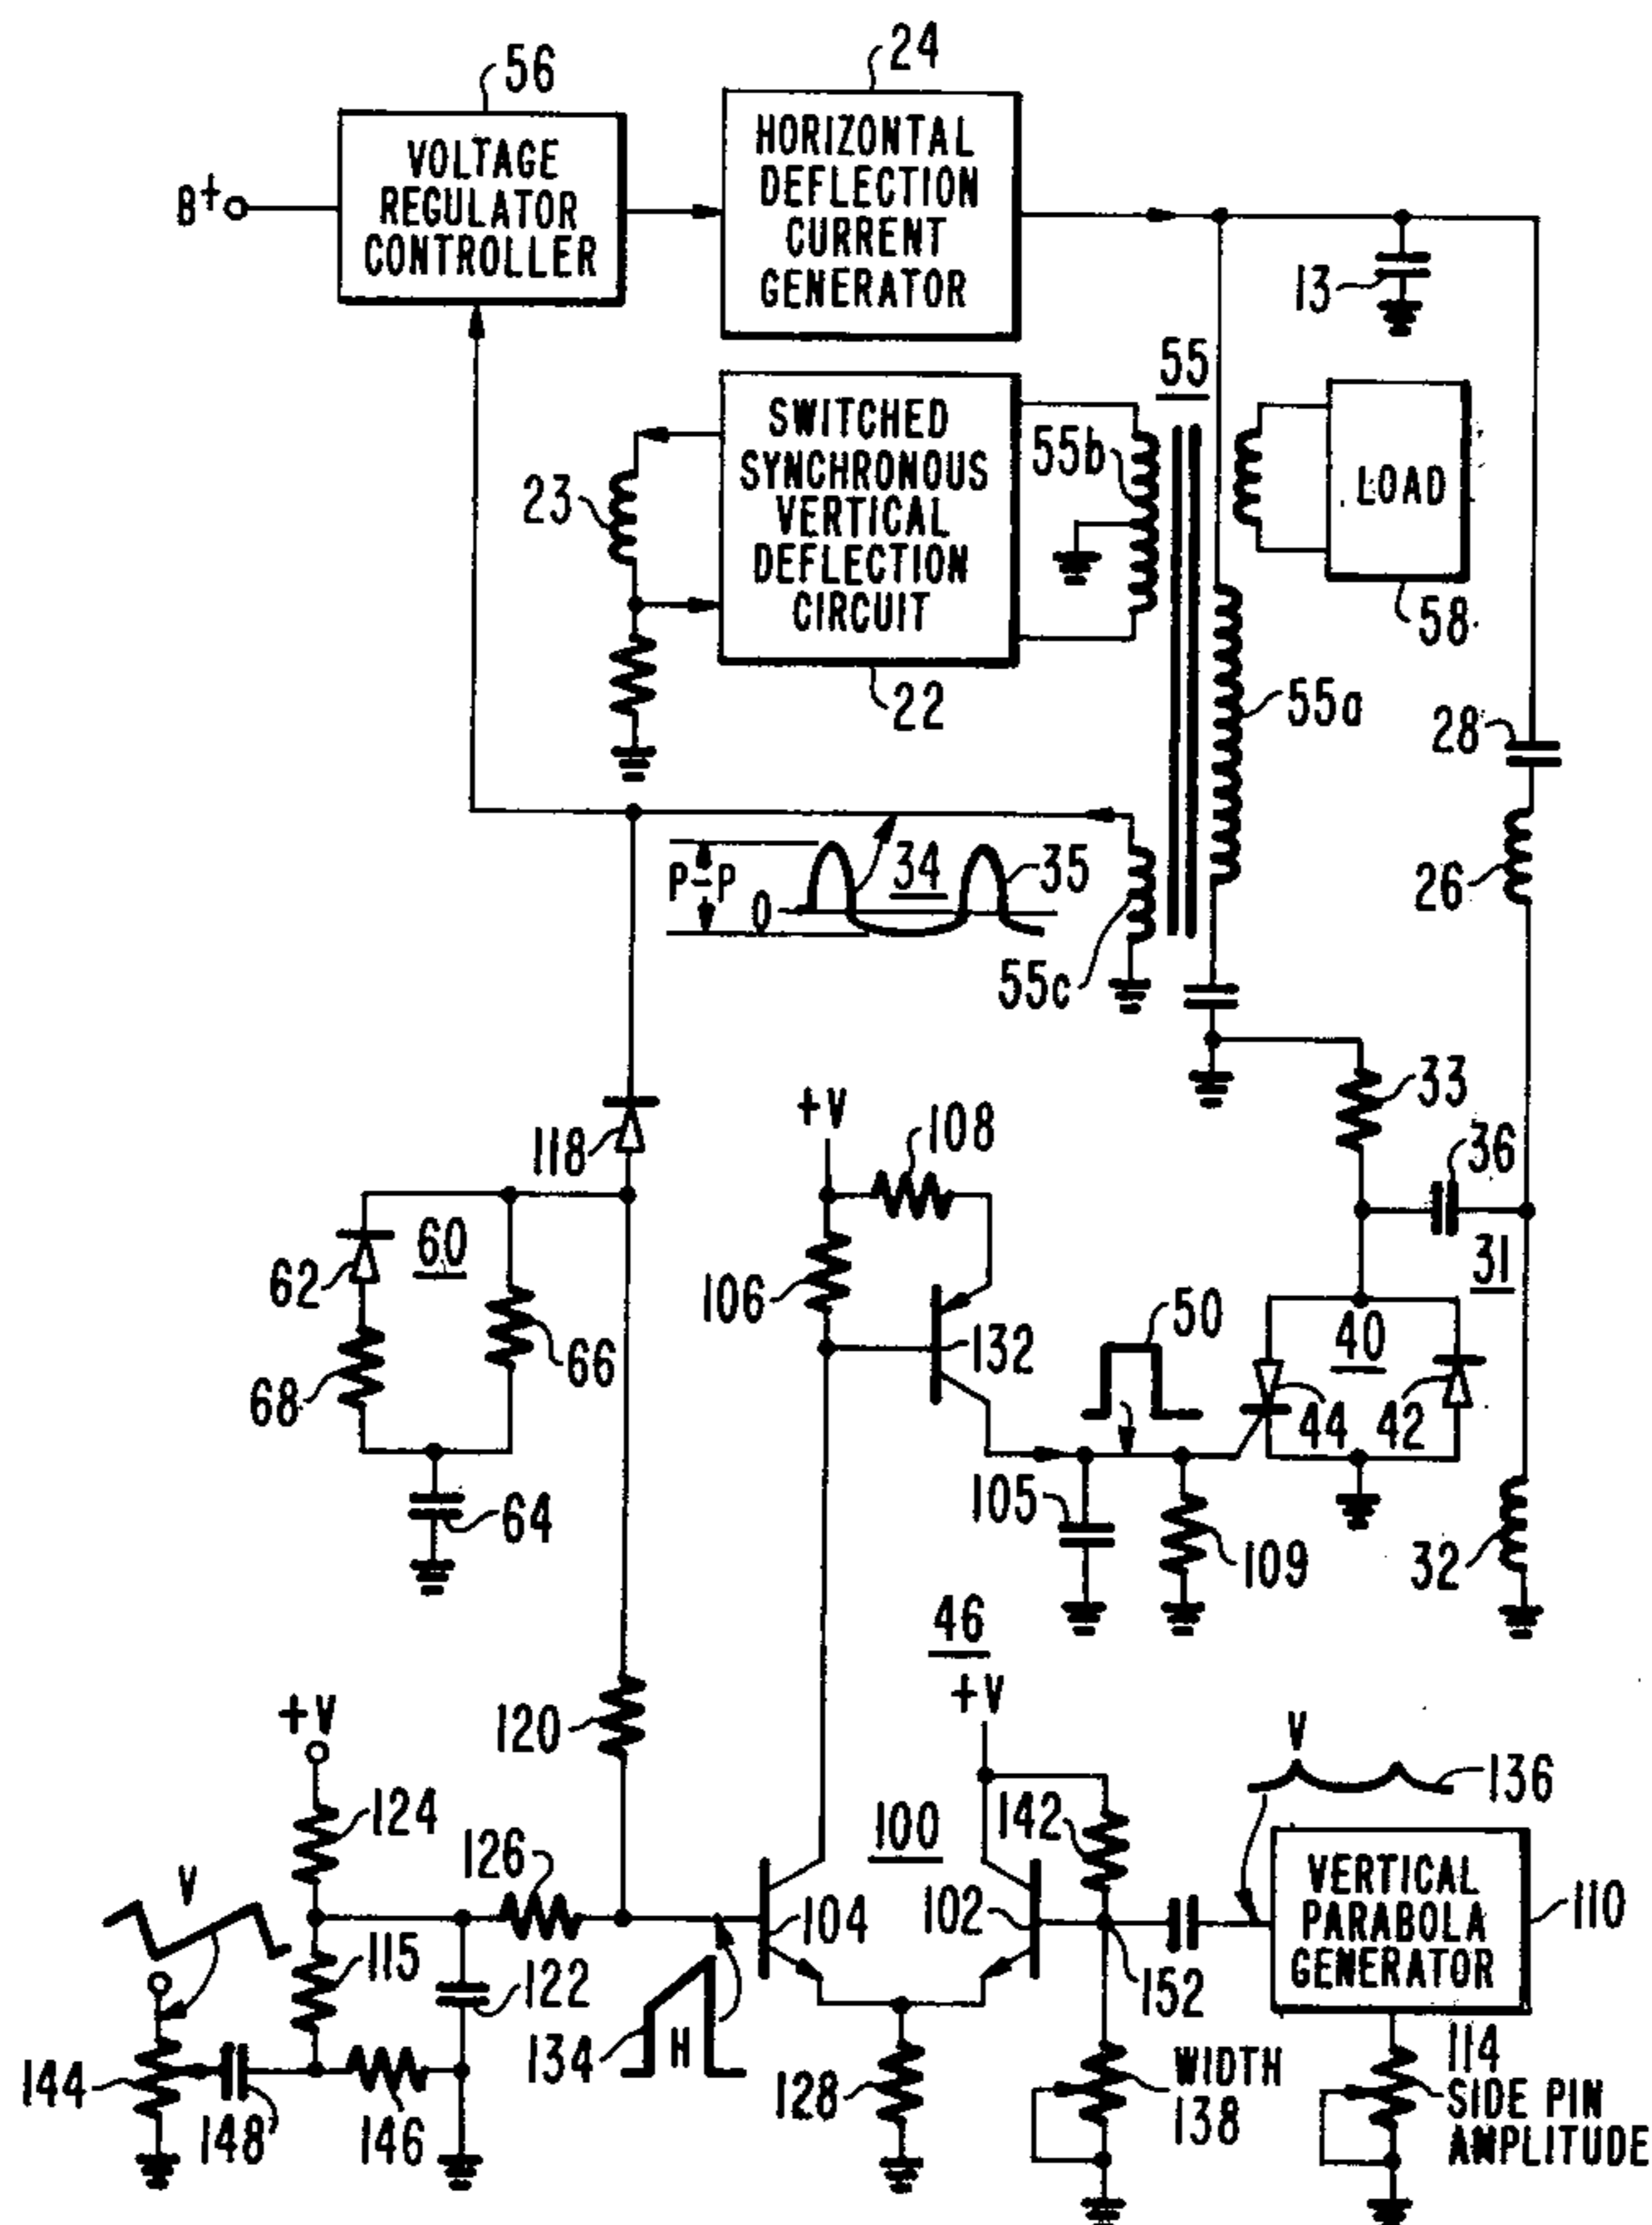 56
24
VOLTAGE
REGULATOR
CONTROLLER
HORIZONTAL
DEFLECTION
CURRENT
GENERATOR
B+
13
55
SWITCHED
SYNCHRONOUS
VERTICAL
DEFLECTION
CIRCUIT
55b
LOAD
23
58
22
55a
28
P-P
0
34
35
26
55c
33
+V
108
118
36
62
60
106
31
50
132
40
66
68
44
42
105
64
109
32
46
+V
+V
120
V
136
124
100
142
V
126
104
102
VERTICAL
PARABOLA
GENERATOR
110
115
122
152
134
H
114
144
128
WIDTH
138
SIDE PIN
AMPLITUDE
148
146